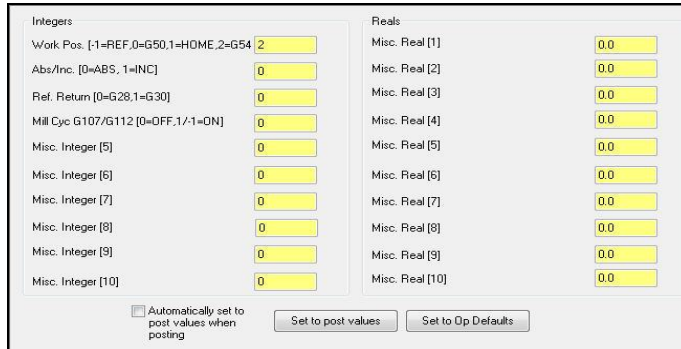 Integers
Work Pos. [-1=REF,0=G50,1=HOME,2=G54 2
Abs/Inc. [0=ABS, 1=INC] 0
Ref. Return [0=G28,1=G30] 0
Mill Cyc G107/G112 [0=OFF,1/-1=ON] 0
Misc. Integer [5] 0
Misc. Integer [6] 0
Misc. Integer [7] 0
Misc. Integer [8] 0
Misc. Integer [9] 0
Misc. Integer [10] 0
Reals
Misc. Real [1] 0.0
Misc. Real [2] 0.0
Misc. Real [3] 0.0
Misc. Real [4] 0.0
Misc. Real [5] 0.0
Misc. Real [6] 0.0
Misc. Real [7] 0.0
Misc. Real [8] 0.0
Misc. Real [9] 0.0
Misc. Real [10] 0.0
Automatically set to
post values when
posting
Set to post values
Set to Op Defaults